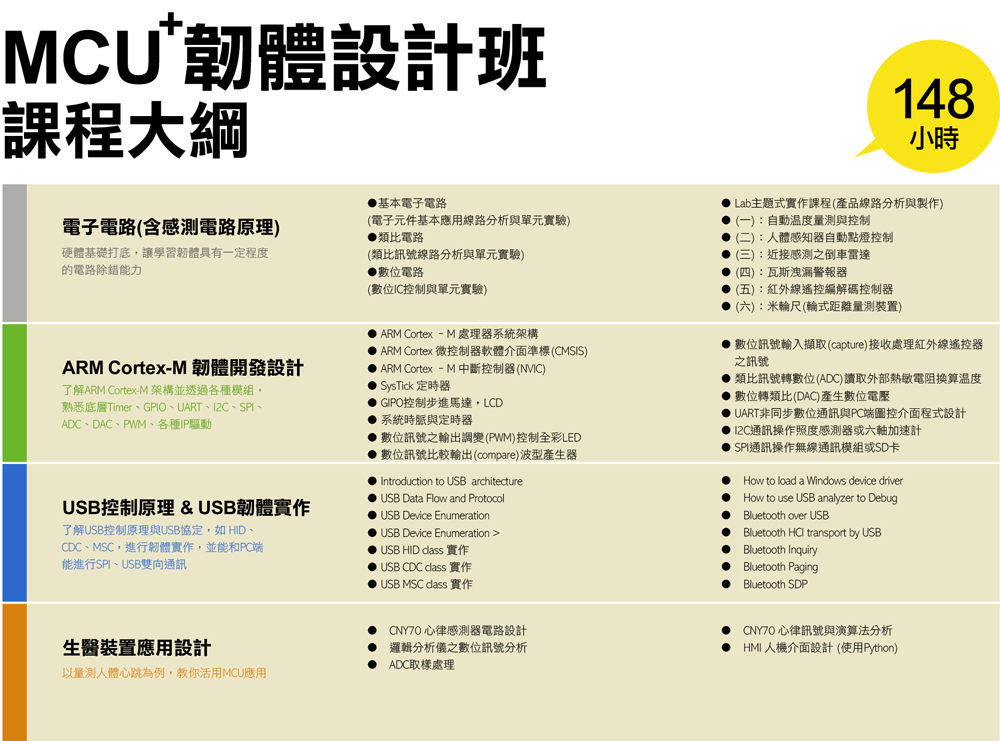 MCU+韌體設計班
課程大綱
148
小時
電子電路(含感測電路原理)
硬體基礎打底，讓學習韌體具有一定程度
的電路除錯能力
●基本電子電路
(電子元件基本應用線路分析與單元實驗)
●類比電路
(類比訊號線路分析與單元實驗)
●數位電路
(數位IC控制與單元實驗)
● Lab主題式實作課程(產品線路分析與製作)
● (一)：自動溫度量測與控制
● (二)：人體感知器自動點燈控制
● (三)：近接感測之倒車雷達
● (四)：瓦斯洩漏警報器
● (五)：紅外線遙控編解碼控制器
● (六)：米輪尺(輪式距離量測裝置)
ARM Cortex-M 韌體開發設計
了解ARM Cortex-M 架構並透過各種模組，
熟悉底層Timer、GPIO、UART、I2C、SPI、
ADC、DAC、PWM、各種IP驅動
● ARM Cortex －M 處理器系統架構
● ARM Cortex 微控制器軟體介面準標(CMSIS)
● ARM Cortex －M 中斷控制器(NVIC)
● SysTick 定時器
● GIPO控制步進馬達，LCD
● 系統時脈與定時器
● 數位訊號之輸出調變(PWM)控制全彩LED
● 數位訊號比較輸出(compare)波型產生器
● 數位訊號輸入擷取(capture)接收處理紅外線遙控器
之訊號
● 類比訊號轉數位(ADC)讀取外部熱敏電阻換算溫度
● 數位轉類比(DAC)產生數位電壓
● UART非同步數位通訊與PC端圖控介面程式設計
● I2C通訊操作照度感測器或六軸加速計
● SPI通訊操作無線通訊模組或SD卡
USB控制原理 & USB韌體實作
了解USB控制原理與USB協定，如 HID、
CDC、MSC，進行韌體實作，並能和PC端
能進行SPI、USB雙向通訊
● Introduction to USB architecture
● USB Data Flow and Protocol
● USB Device Enumeration
● USB Device Enumeration >
● USB HID class 實作
● USB CDC class 實作
● USB MSC class 實作
● How to load a Windows device driver
● How to use USB analyzer to Debug
● Bluetooth over USB
● Bluetooth HCI transport by USB
● Bluetooth Inquiry
● Bluetooth Paging
● Bluetooth SDP
生醫裝置應用設計
以量測人體心跳為例，教你活用MCU應用
● CNY70 心律感測器電路設計
● 邏輯分析儀之數位訊號分析
● ADC取樣處理
● CNY70 心律訊號與演算法分析
● HMI 人機介面設計 (使用Python)